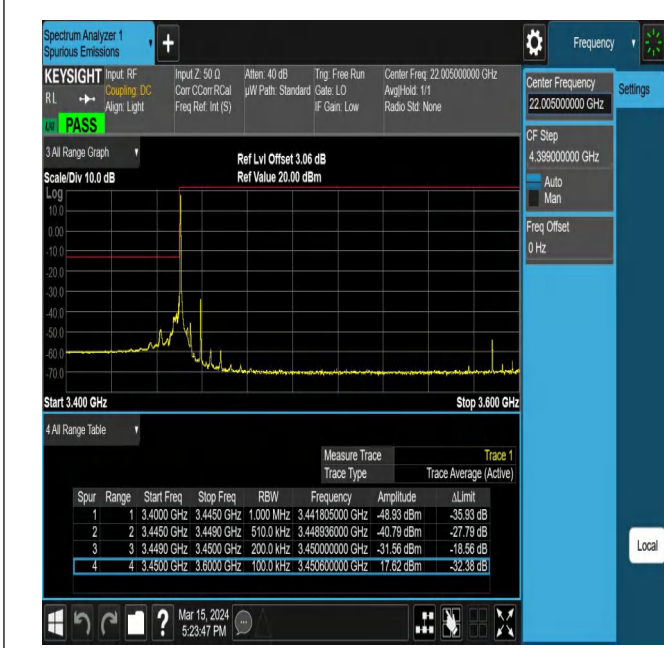 Spectrum Analyzer 1
Spurious Emissions
Frequency
KEYSIGHT Input: RF Input Z: 50 Ω Atten: 40 dB Trig: Free Run Center Freq: 22.005000000 GHz
RL Coupling: DC Corr CCorr RCal µW Path: Standard Gate: LO Avg|Hold: 1/1
Align: Light Freq Ref: Int (S) IF Gain: Low Radio Std: None
PASS
Center Frequency
22.005000000 GHz
Settings
CF Step
4.399000000 GHz
Auto
Man
Freq Offset
0 Hz
3 All Range Graph
Ref Lvl Offset 3.06 dB
Scale/Div 10.0 dB Ref Value 20.00 dBm
Log
10.0
0.00
-10.0
-20.0
-30.0
-40.0
-50.0
-60.0
-70.0
Start 3.400 GHz Stop 3.600 GHz
4 All Range Table
Measure Trace Trace 1
Trace Type Trace Average (Active)
Spur Range Start Freq Stop Freq RBW Frequency Amplitude ΔLimit
1 1 3.4000 GHz 3.4450 GHz 1.000 MHz 3.441805000 GHz -48.93 dBm -35.93 dB
2 2 3.4450 GHz 3.4490 GHz 510.0 kHz 3.448936000 GHz -40.79 dBm -27.79 dB
3 3 3.4490 GHz 3.4500 GHz 200.0 kHz 3.450000000 GHz -31.56 dBm -18.56 dB
4 4 3.4500 GHz 3.6000 GHz 100.0 kHz 3.450600000 GHz 17.62 dBm -32.38 dB
Local
Mar 15, 2024
5:23:47 PM